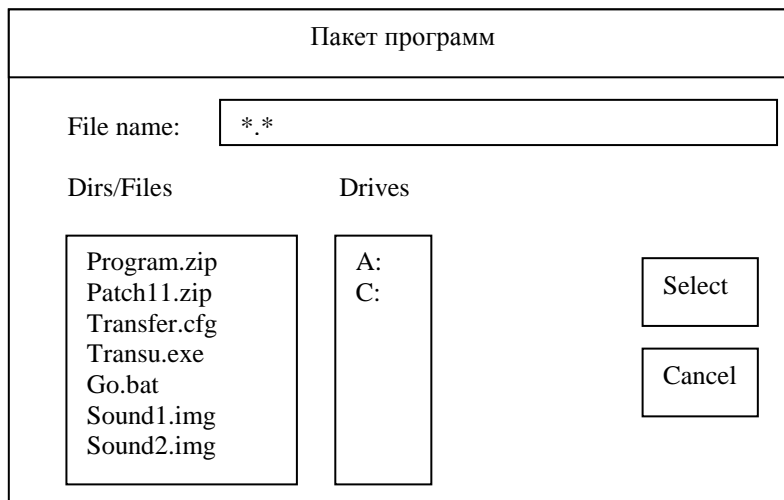 Пакет программ
File name: *.*
Dirs/Files Drives
Program.zip
Patch11.zip
Transfer.cfg
Transu.exe
Go.bat
Sound1.img
Sound2.img
A:
C:
Select
Cancel